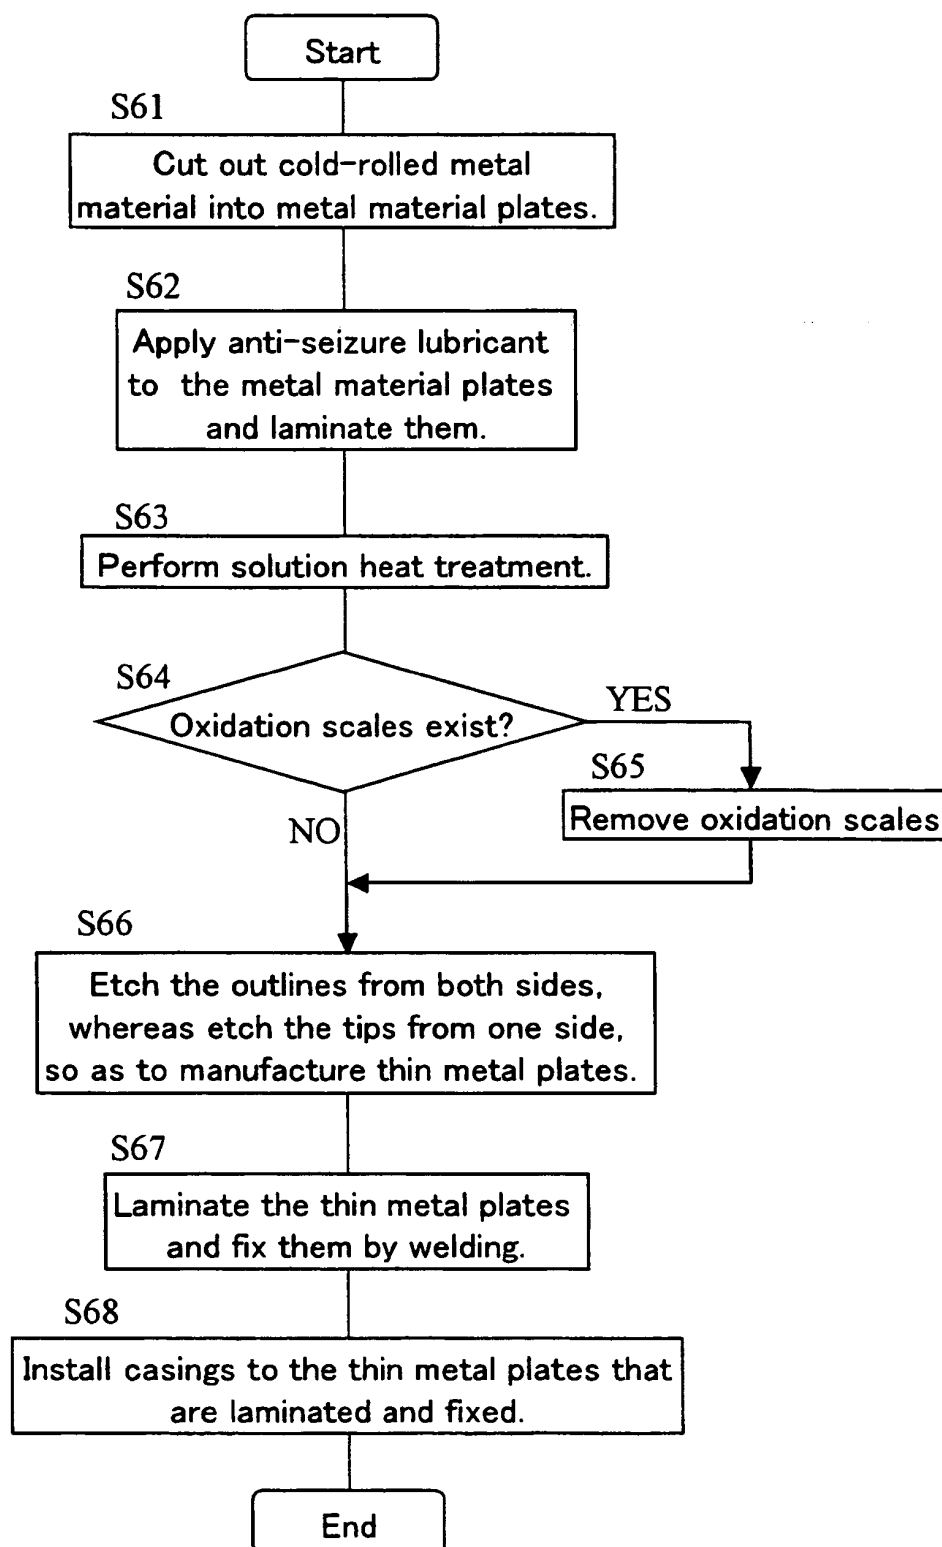 Start
S61
Cut out cold-rolled metal
material into metal material plates.
S62
Apply anti-seizure lubricant
to the metal material plates
and laminate them.
S63
Perform solution heat treatment.
S64
Oxidation scales exist?
YES
S65
Remove oxidation scales
NO
S66
Etch the outlines from both sides,
whereas etch the tips from one side,
so as to manufacture thin metal plates.
S67
Laminate the thin metal plates
and fix them by welding.
S68
Install casings to the thin metal plates that
are laminated and fixed.
End